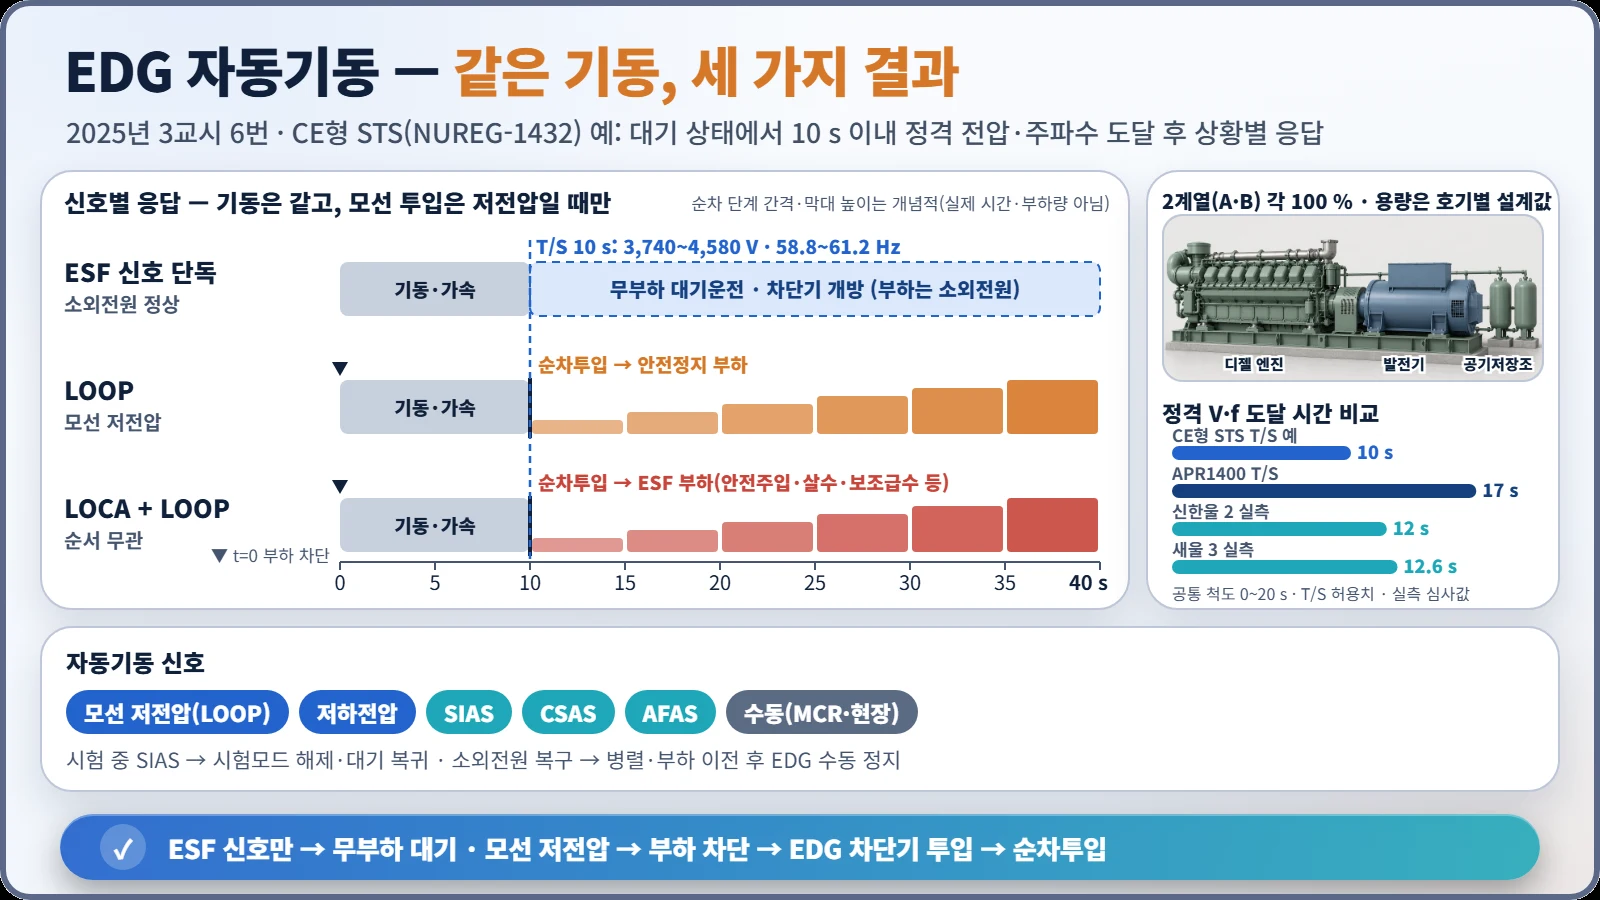 EDG 자동기동 — 같은 기동, 세 가지 결과
2025년 3교시 6번 · CE형 STS(NUREG-1432) 예: 대기 상태에서 10 s 이내 정격 전압·주파수 도달 후 상황별 응답
신호별 응답 — 기동은 같고, 모선 투입은 저전압일 때만
순차 단계 간격·막대 높이는 개념적(실제 시간·부하량 아님)
T/S 10 s: 3,740~4,580 V · 58.8~61.2 Hz
ESF 신호 단독
소외전원 정상
기동·가속
무부하 대기운전 · 차단기 개방 (부하는 소외전원)
순차투입 → 안전정지 부하
▼
LOOP
모선 저전압
기동·가속
순차투입 → ESF 부하(안전주입·살수·보조급수 등)
▼
LOCA + LOOP
순서 무관
기동·가속
▼ t=0 부하 차단
0 5 10 15 20 25 30 35 40 s
2계열(A·B) 각 100 % · 용량은 호기별 설계값
디젤 엔진 발전기 공기저장조
정격 V·f 도달 시간 비교
CE형 STS T/S 예
10 s
APR1400 T/S
17 s
신한울 2 실측
12 s
새울 3 실측
12.6 s
공통 척도 0~20 s · T/S 허용치 · 실측 심사값
자동기동 신호
모선 저전압(LOOP) 저하전압 SIAS CSAS AFAS 수동(MCR·현장)
시험 중 SIAS → 시험모드 해제·대기 복귀 · 소외전원 복구 → 병렬·부하 이전 후 EDG 수동 정지
✓ ESF 신호만 → 무부하 대기 · 모선 저전압 → 부하 차단 → EDG 차단기 투입 → 순차투입